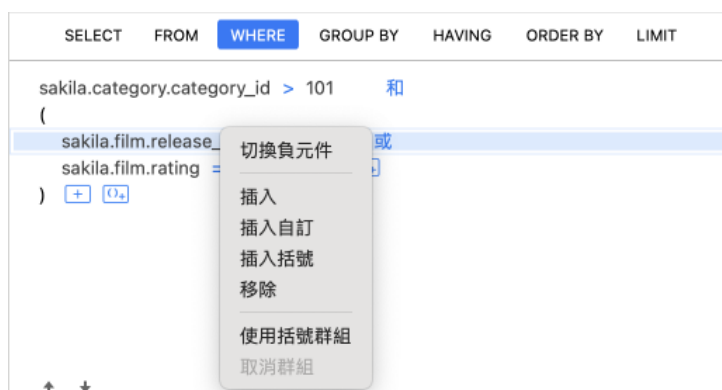 SELECT FROM WHERE GROUP BY HAVING ORDER BY LIMIT
sakila.category.category_id > 101 和
(
sakila.film.release_ 或
sakila.film.rating =
)
切換負元件
插入
插入自訂
插入括號
移除
使用括號群組
取消群組